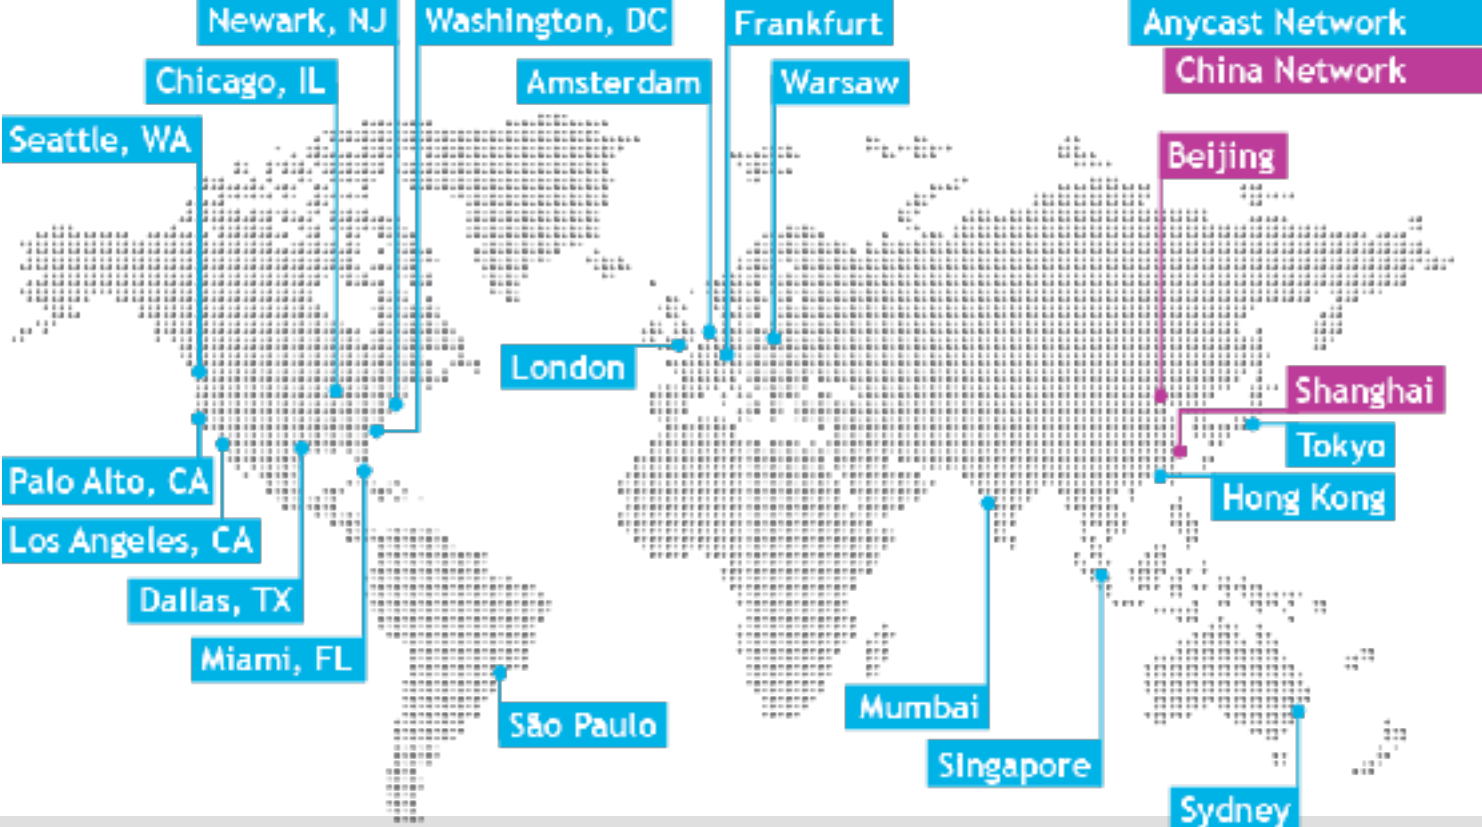 Newark, NJ
Washington, DC
Frankfurt
Anycast Network
Chicago, IL
Amsterdam
Warsaw
China Network
Seattle, WA
Beijing
London
Shanghai
Tokyo
Palo Alto, CA
Hong Kong
Los Angeles, CA
Dallas, TX
Miami, FL
São Paulo
Mumbai
Singapore
Sydney